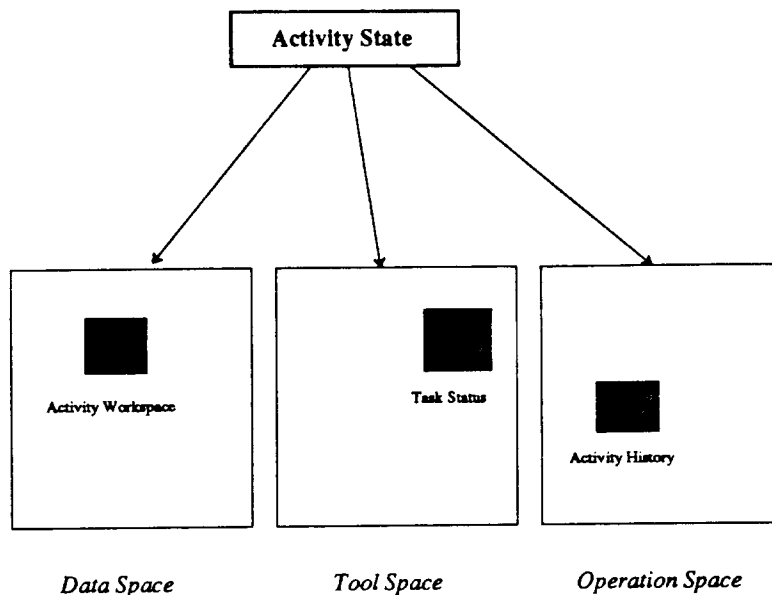 Activity State
Activity Workspace
Task Status
Activity History
Data Space
Tool Space
Operation Space